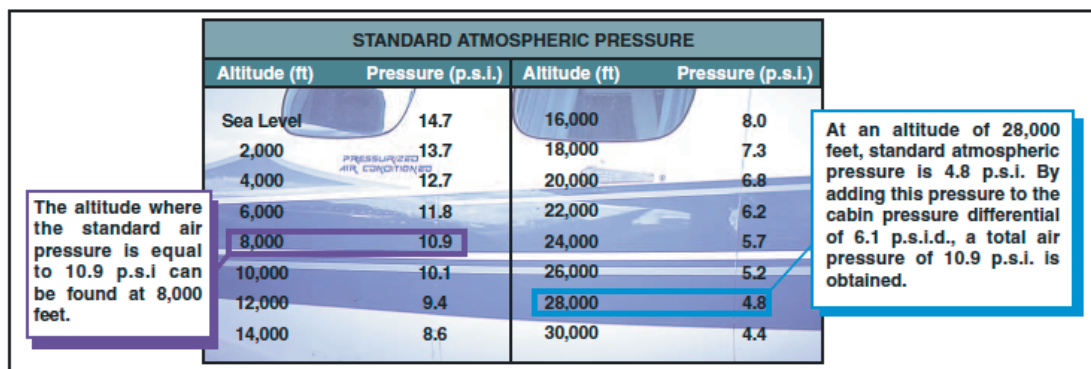 STANDARD ATMOSPHERIC PRESSURE
Altitude (ft) Pressure (p.s.i.) Altitude (ft) Pressure (p.s.i.)
Sea Level 14.7 16,000 8.0
2,000 13.7 18,000 7.3
PRESSURIZED
AIR CONDITIONED
4,000 12.7 20,000 6.8
6,000 11.8 22,000 6.2
8,000 10.9 24,000 5.7
10,000 10.1 26,000 5.2
12,000 9.4 28,000 4.8
14,000 8.6 30,000 4.4
The altitude where
the standard air
pressure is equal
to 10.9 p.s.i can
be found at 8,000
feet.
At an altitude of 28,000
feet, standard atmospheric
pressure is 4.8 p.s.i. By
adding this pressure to the
cabin pressure differential
of 6.1 p.s.i.d., a total air
pressure of 10.9 p.s.i. is
obtained.